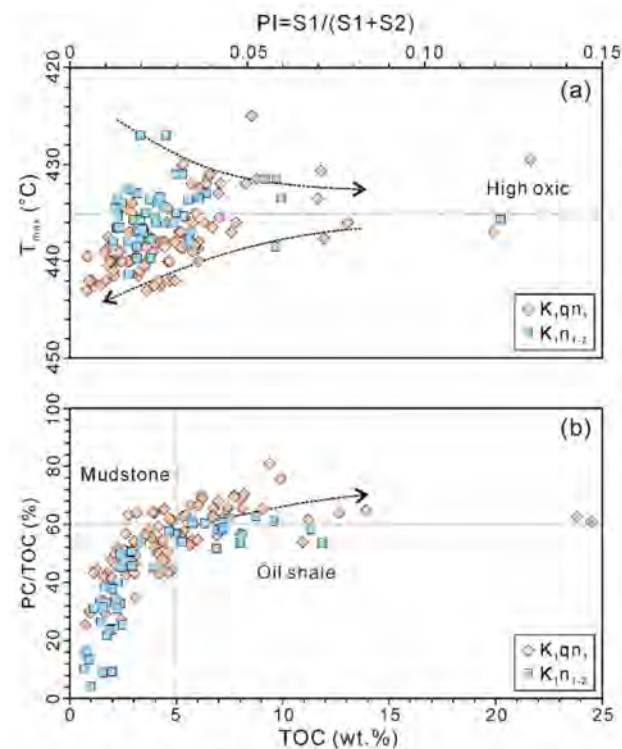 PI=S1/(S1+S2)
0 0.05 0.10 0.15
420
(a)
430
High oxic
Tmax (°C)
440
K₁qn₁
K₁n₁₋₂
450
100
(b)
80
Mudstone
60
PC/TOC (%)
Oil shale
40
20
K₁qn₁
K₁n₁₋₂
0
0 5 10 15 20 25
TOC (wt.%)